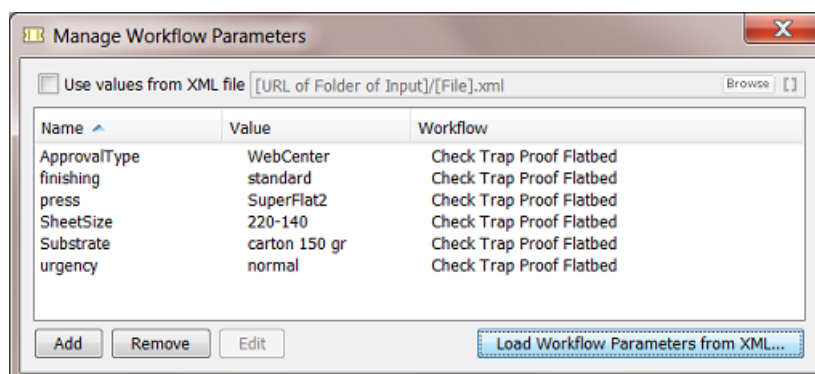 Manage Workflow Parameters
Use values from XML file [URL of Folder of Input]/[File].xml Browse []
Name Value Workflow
ApprovalType WebCenter Check Trap Proof Flatbed
finishing standard Check Trap Proof Flatbed
press SuperFlat2 Check Trap Proof Flatbed
SheetSize 220-140 Check Trap Proof Flatbed
Substrate carton 150 gr Check Trap Proof Flatbed
urgency normal Check Trap Proof Flatbed
Add Remove Edit Load Workflow Parameters from XML...